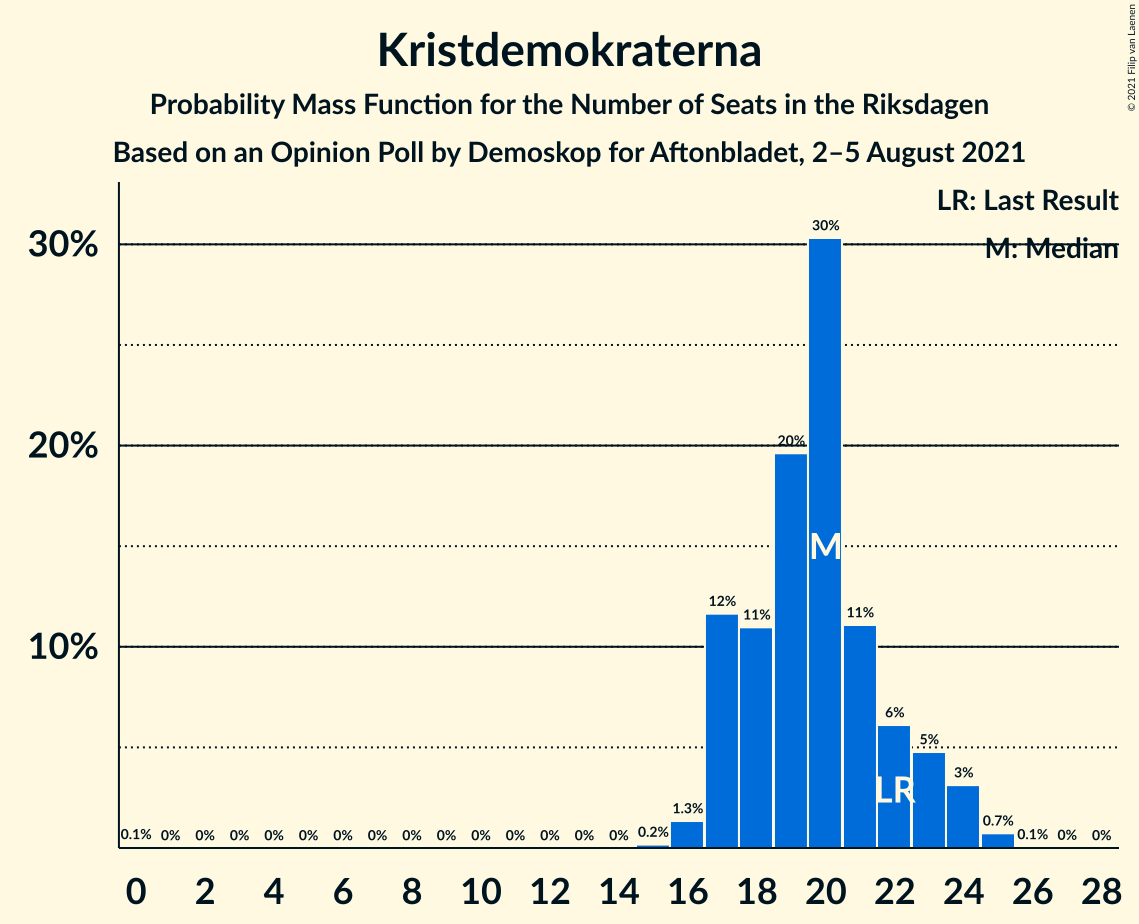 Kristdemokraterna
Probability Mass Function for the Number of Seats in the Riksdagen
Based on an Opinion Poll by Demoskop for Aftonbladet, 2–5 August 2021
© 2021 Filip van Laenen
LR: Last Result
M: Median
30%
20%
10%
0.1% 0% 0% 0% 0% 0% 0% 0% 0% 0% 0% 0% 0% 0% 0% 0.2% 1.3% 12% 11% 20% 30% 11% 6% 5% 3% 0.7% 0.1% 0% 0%
M
LR
0 2 4 6 8 10 12 14 16 18 20 22 24 26 28